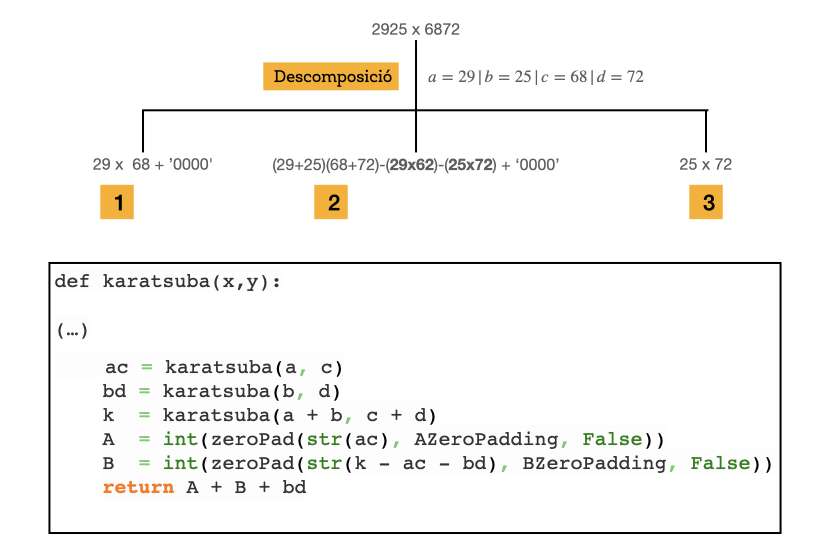 2925 x 6872
Descomposició
a = 29|b = 25|c = 68|d = 72
29 x 68 + ’0000'
(29+25)(68+72)-(29x62)-(25x72) + ‘0000’
25 x 72
1
2
3
def karatsuba(x,y):
(…)
ac = karatsuba(a, c)
bd = karatsuba(b, d)
k = karatsuba(a + b, c + d)
A = int(zeroPad(str(ac), AZeroPadding, False))
B = int(zeroPad(str(k - ac - bd), BZeroPadding, False))
return A + B + bd